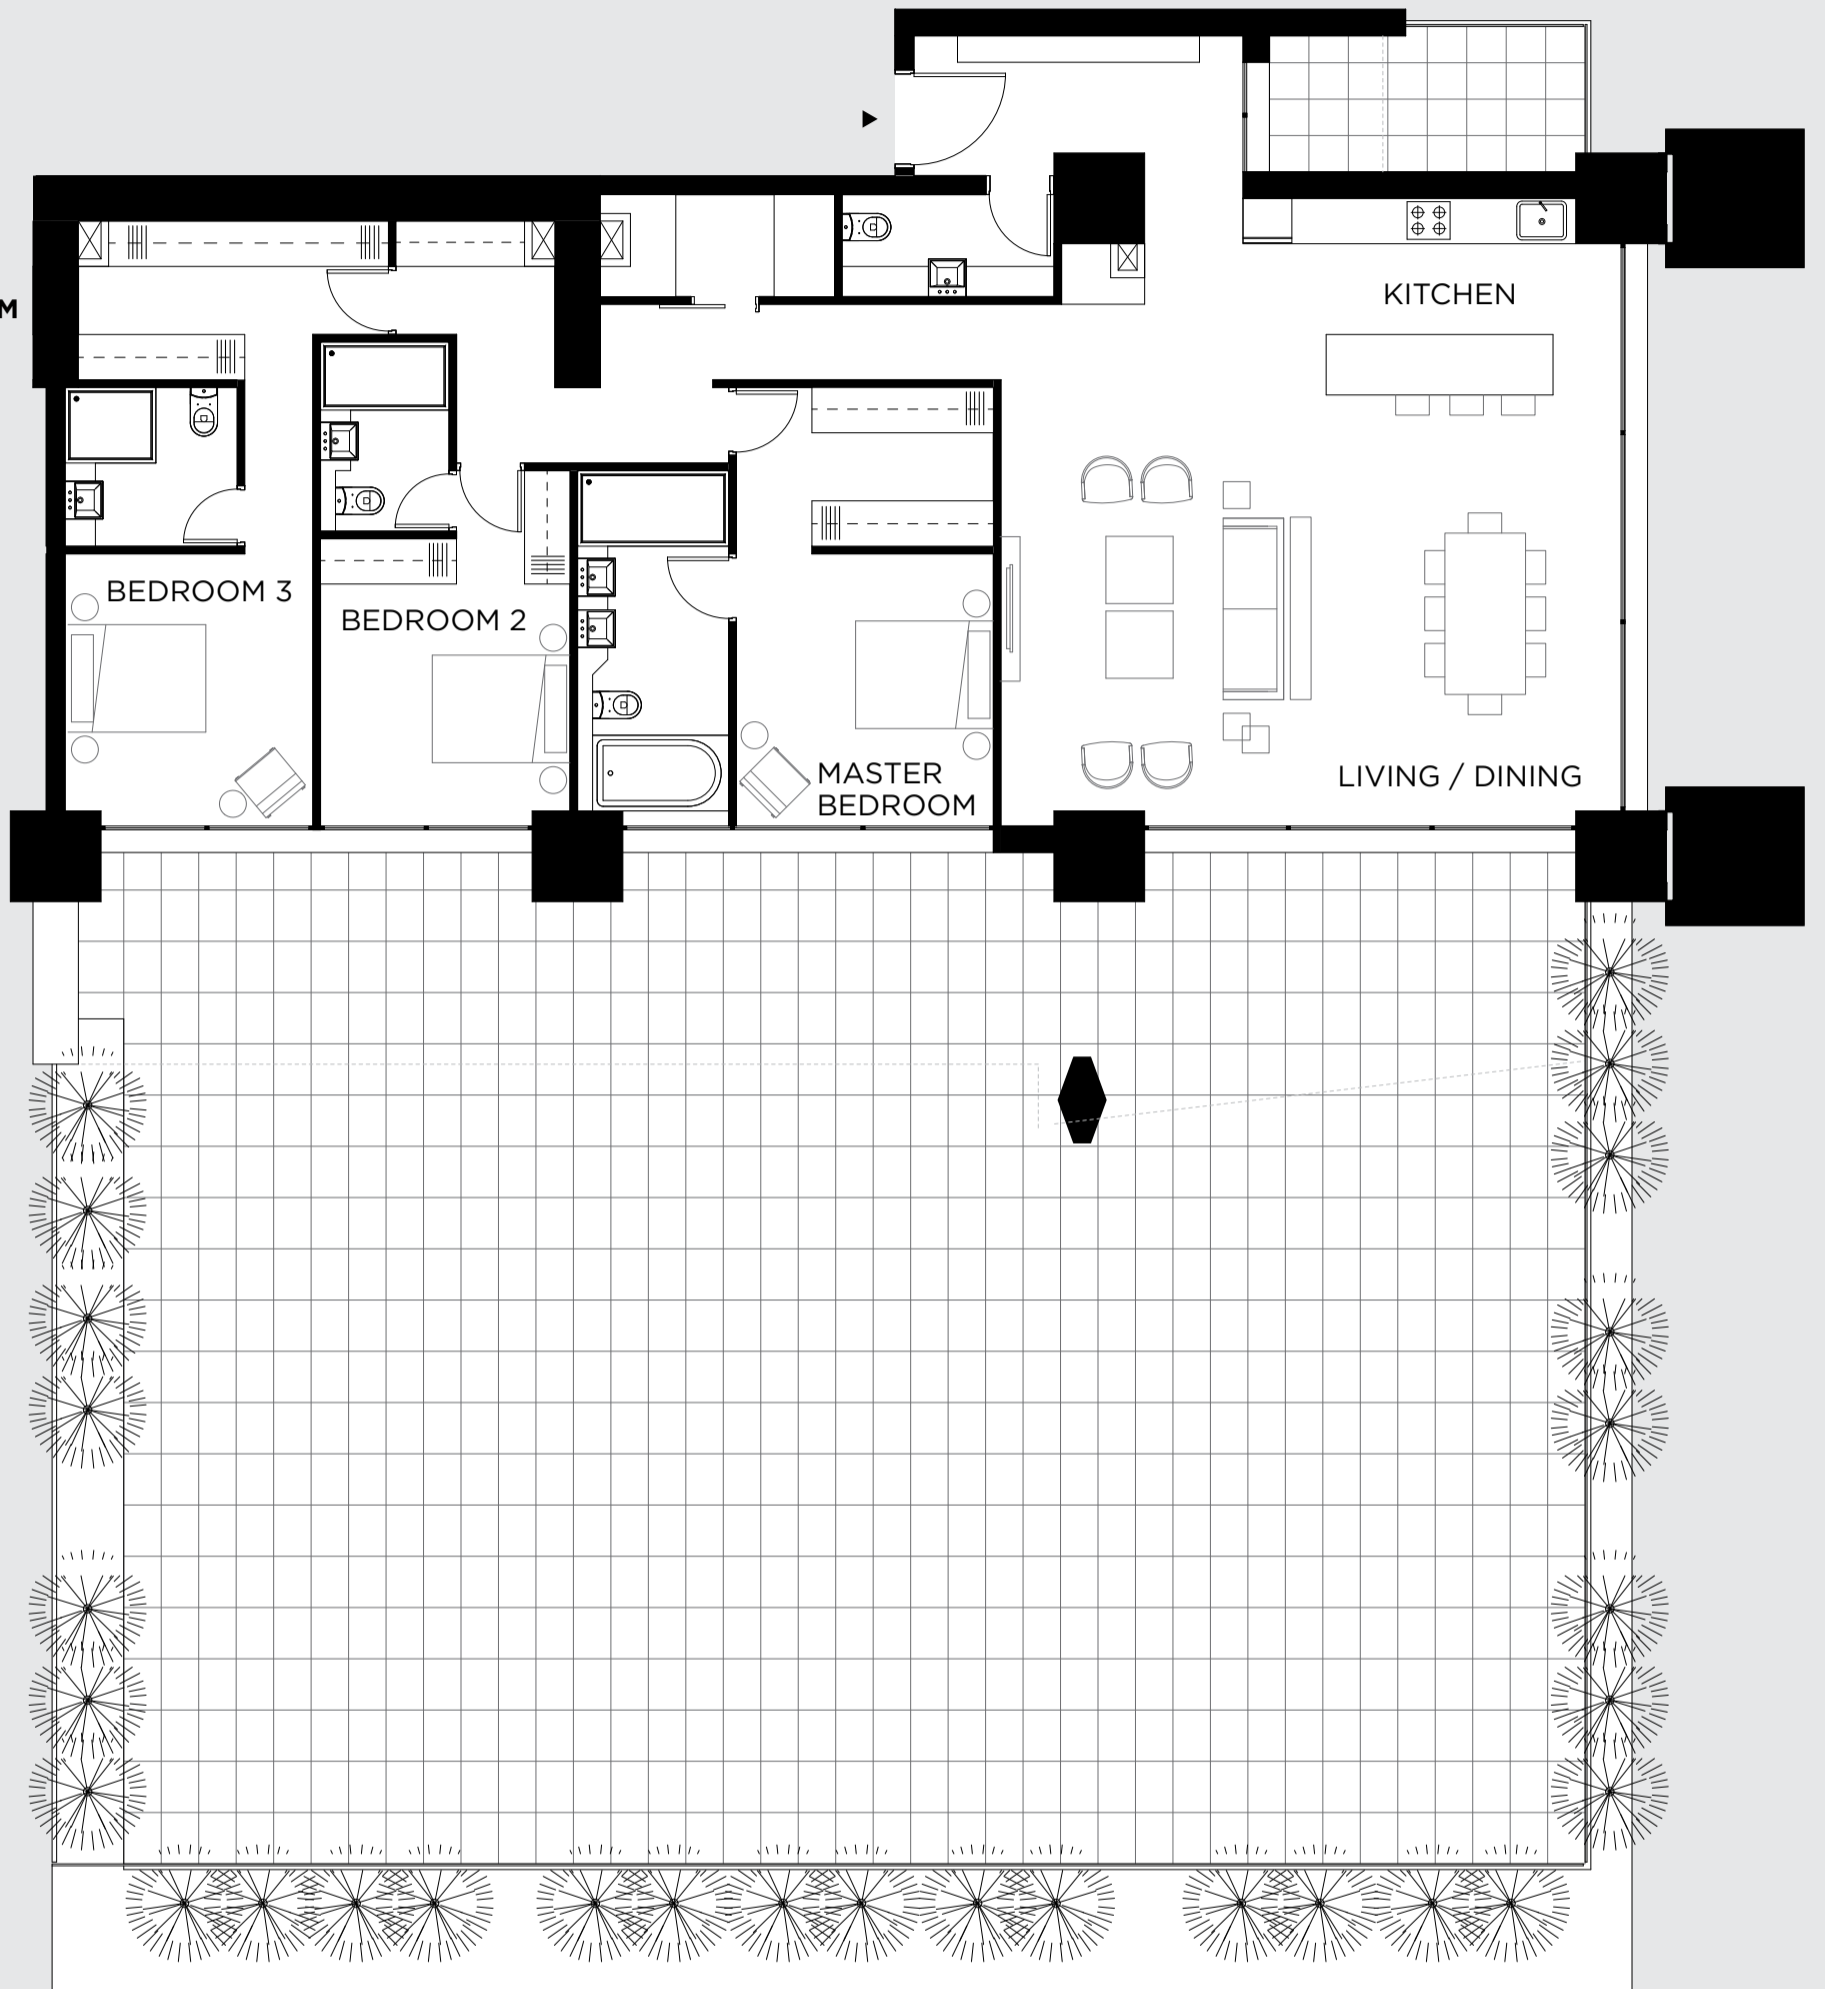 M
KITCHEN
BEDROOM 3
BEDROOM 2
MASTER
BEDROOM
LIVING / DINING